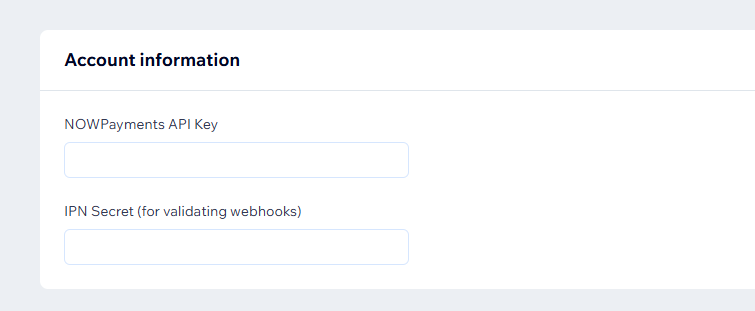 Account information
NOWPayments API Key
IPN Secret (for validating webhooks)